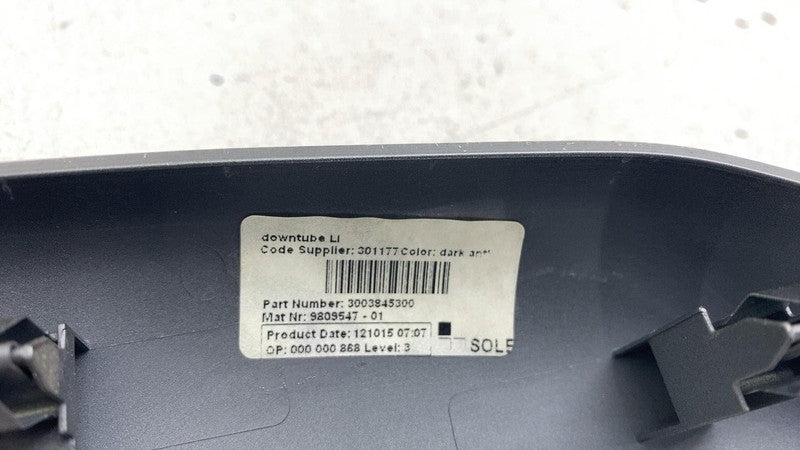 downtube LI
Code Supplier: 301177 Color: dark
Part Number: 3003845300
Mat Nr: 9809547 - 01
Product Date: 121015 07:07
OP: 000 000 868 Level: 3